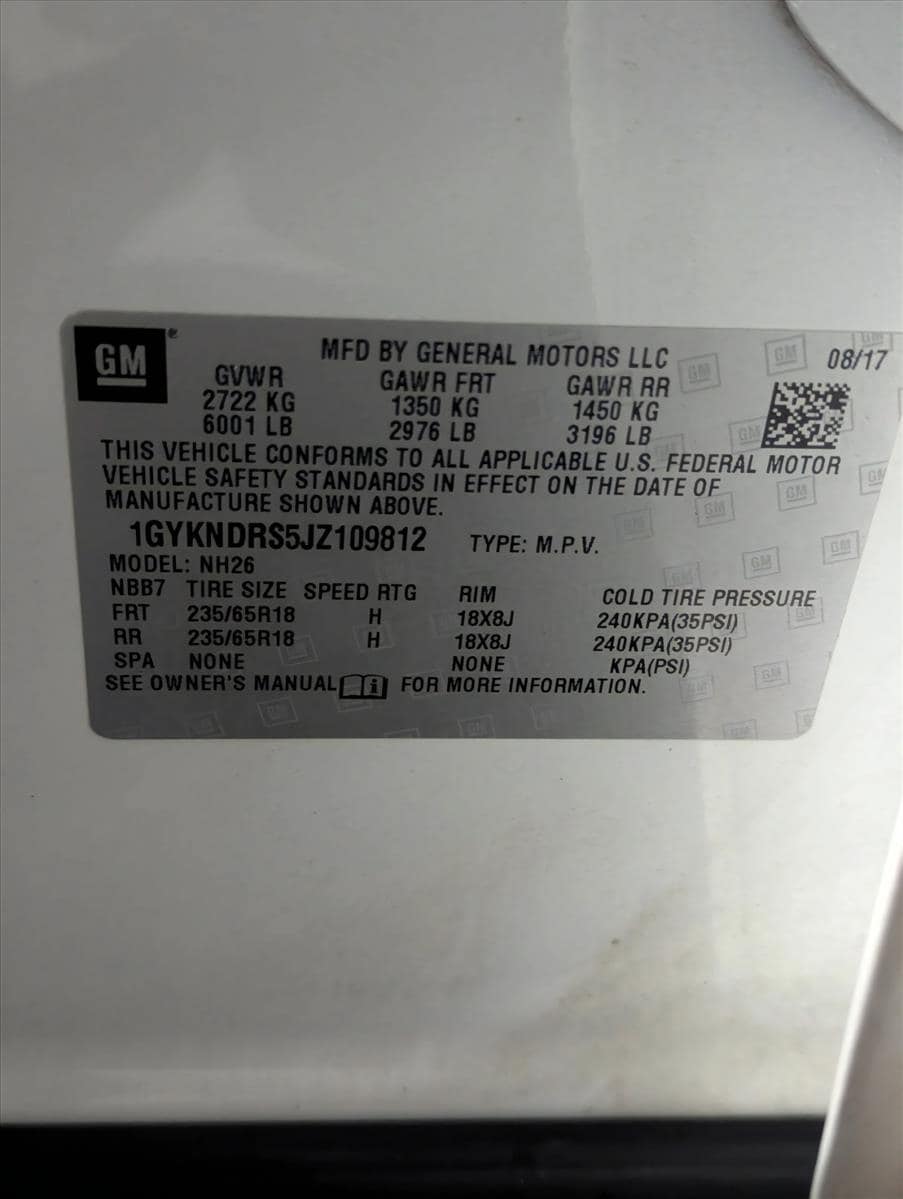 GM®
MFD BY GENERAL MOTORS LLC 08/17
GVWR GAWR FRT GAWR RR
2722 KG 1350 KG 1450 KG
6001 LB 2976 LB 3196 LB
THIS VEHICLE CONFORMS TO ALL APPLICABLE U.S. FEDERAL MOTOR
VEHICLE SAFETY STANDARDS IN EFFECT ON THE DATE OF
MANUFACTURE SHOWN ABOVE.
1GYKNDRS5JZ109812 TYPE: M.P.V.
MODEL: NH26
NBB7 TIRE SIZE SPEED RTG RIM COLD TIRE PRESSURE
FRT 235/65R18 H 18X8J 240KPA(35PSI)
RR 235/65R18 H 18X8J 240KPA(35PSI)
SPA NONE NONE KPA(PSI)
SEE OWNER'S MANUAL i FOR MORE INFORMATION.